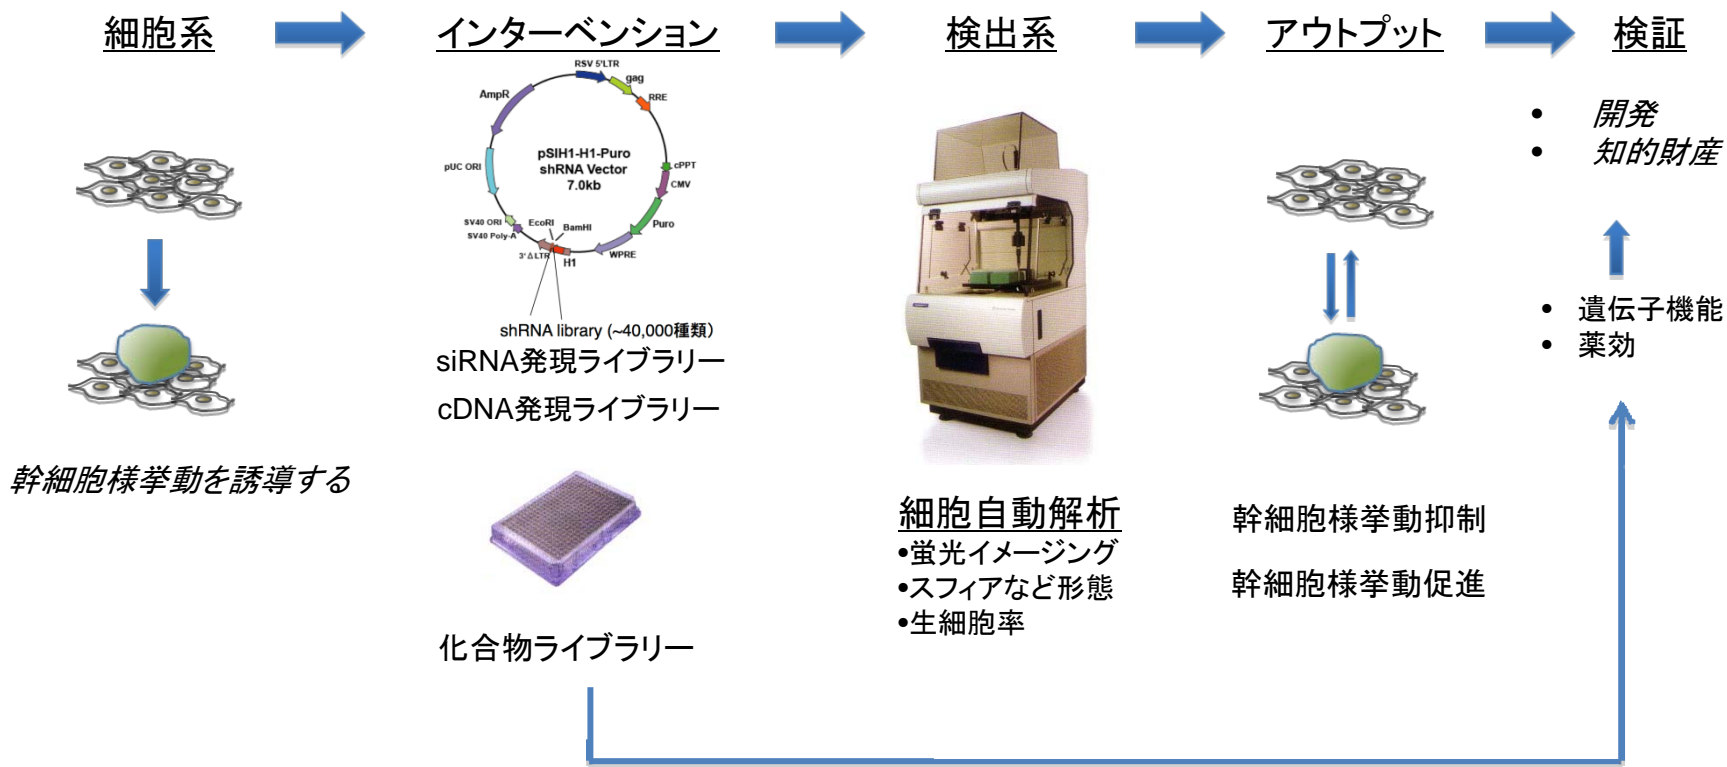 細胞系
インターベンション
検出系
アウトプット
検証
RSV 5'LTR
gag
RRE
AmpR
pSIH1-H1-Puro
shRNA Vector
7.0kb
cPPT
CMV
pUC ORI
Puro
SV40 ORI
EcoRI
BamHI
SV40 Poly-A
WPRE
3' Δ LTR
H1
shRNA library (~40,000種類)
siRNA発現ライブラリー
cDNA発現ライブラリー
化合物ライブラリー
幹細胞様挙動を誘導する
細胞自動解析
•蛍光イメージング
•スフィアなど形態
•生細胞率
幹細胞様挙動抑制
幹細胞様挙動促進
• 開発
• 知的財産
• 遺伝子機能
• 薬効